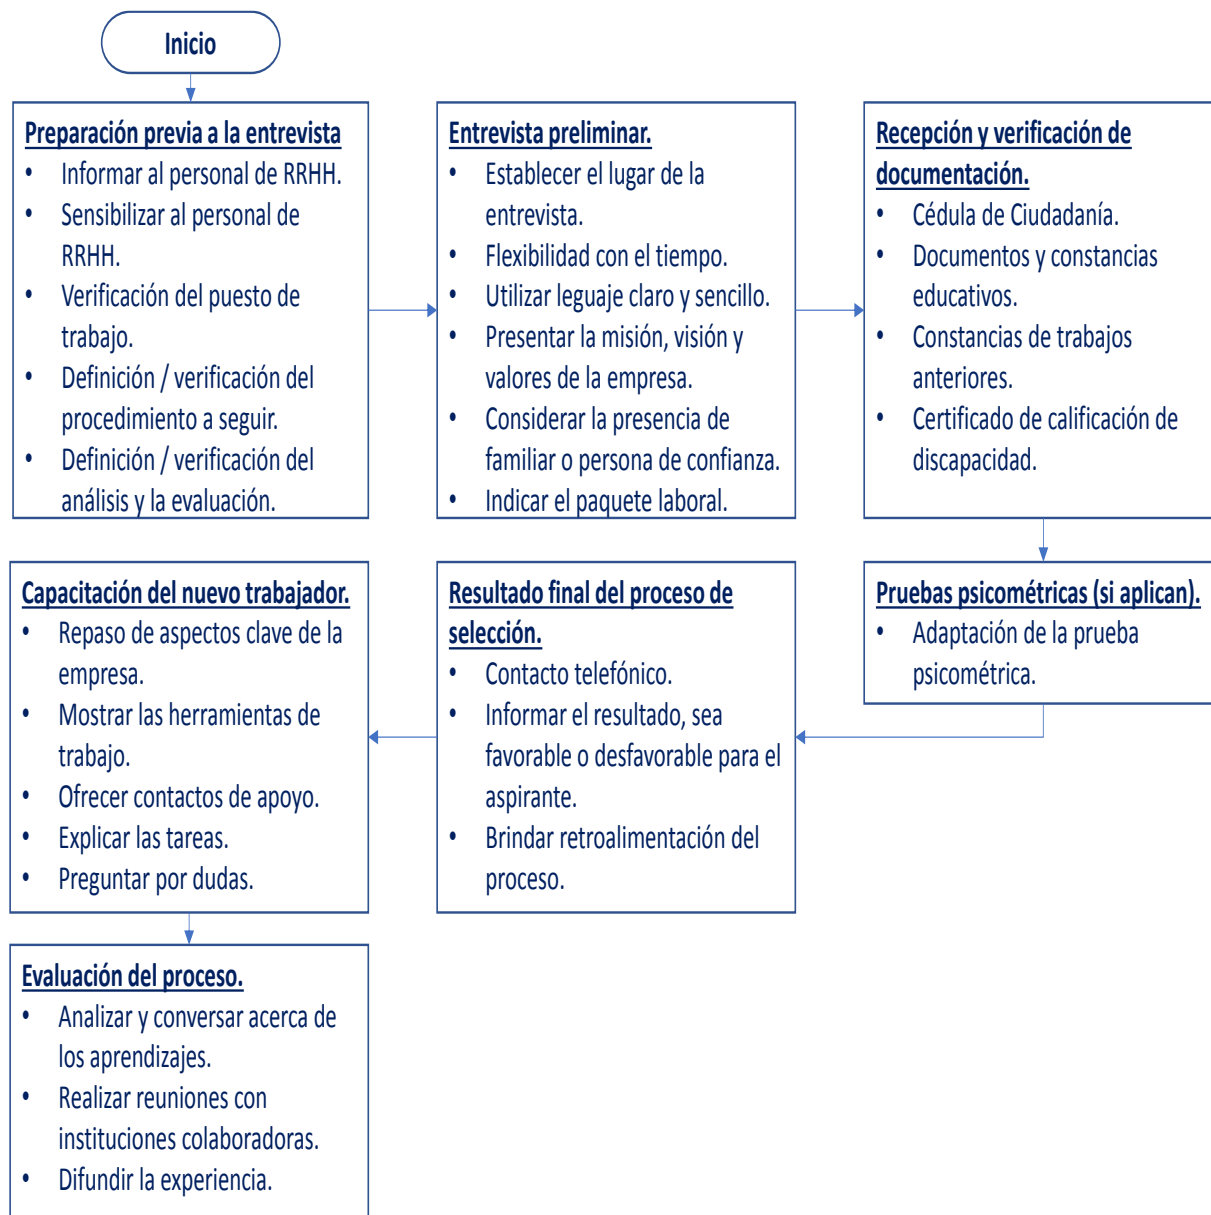 Inicio
Preparación previa a la entrevista
• Informar al personal de RRHH.
• Sensibilizar al personal de
RRHH.
• Verificación del puesto de
trabajo.
• Definición / verificación del
procedimiento a seguir.
• Definición / verificación del
análisis y la evaluación.
Entrevista preliminar.
• Establecer el lugar de la
entrevista.
• Flexibilidad con el tiempo.
• Utilizar leguaje claro y sencillo.
• Presentar la misión, visión y
valores de la empresa.
• Considerar la presencia de
familiar o persona de confianza.
• Indicar el paquete laboral.
Recepción y verificación de
documentación.
• Cédula de Ciudadanía.
• Documentos y constancias
educativos.
• Constancias de trabajos
anteriores.
• Certificado de calificación de
discapacidad.
Pruebas psicométricas (si aplican).
• Adaptación de la prueba
psicométrica.
Resultado final del proceso de
selección.
• Contacto telefónico.
• Informar el resultado, sea
favorable o desfavorable para el
aspirante.
• Brindar retroalimentación del
proceso.
Capacitación del nuevo trabajador.
• Repaso de aspectos clave de la
empresa.
• Mostrar las herramientas de
trabajo.
• Ofrecer contactos de apoyo.
• Explicar las tareas.
• Preguntar por dudas.
Evaluación del proceso.
• Analizar y conversar acerca de
los aprendizajes.
• Realizar reuniones con
instituciones colaboradoras.
• Difundir la experiencia.